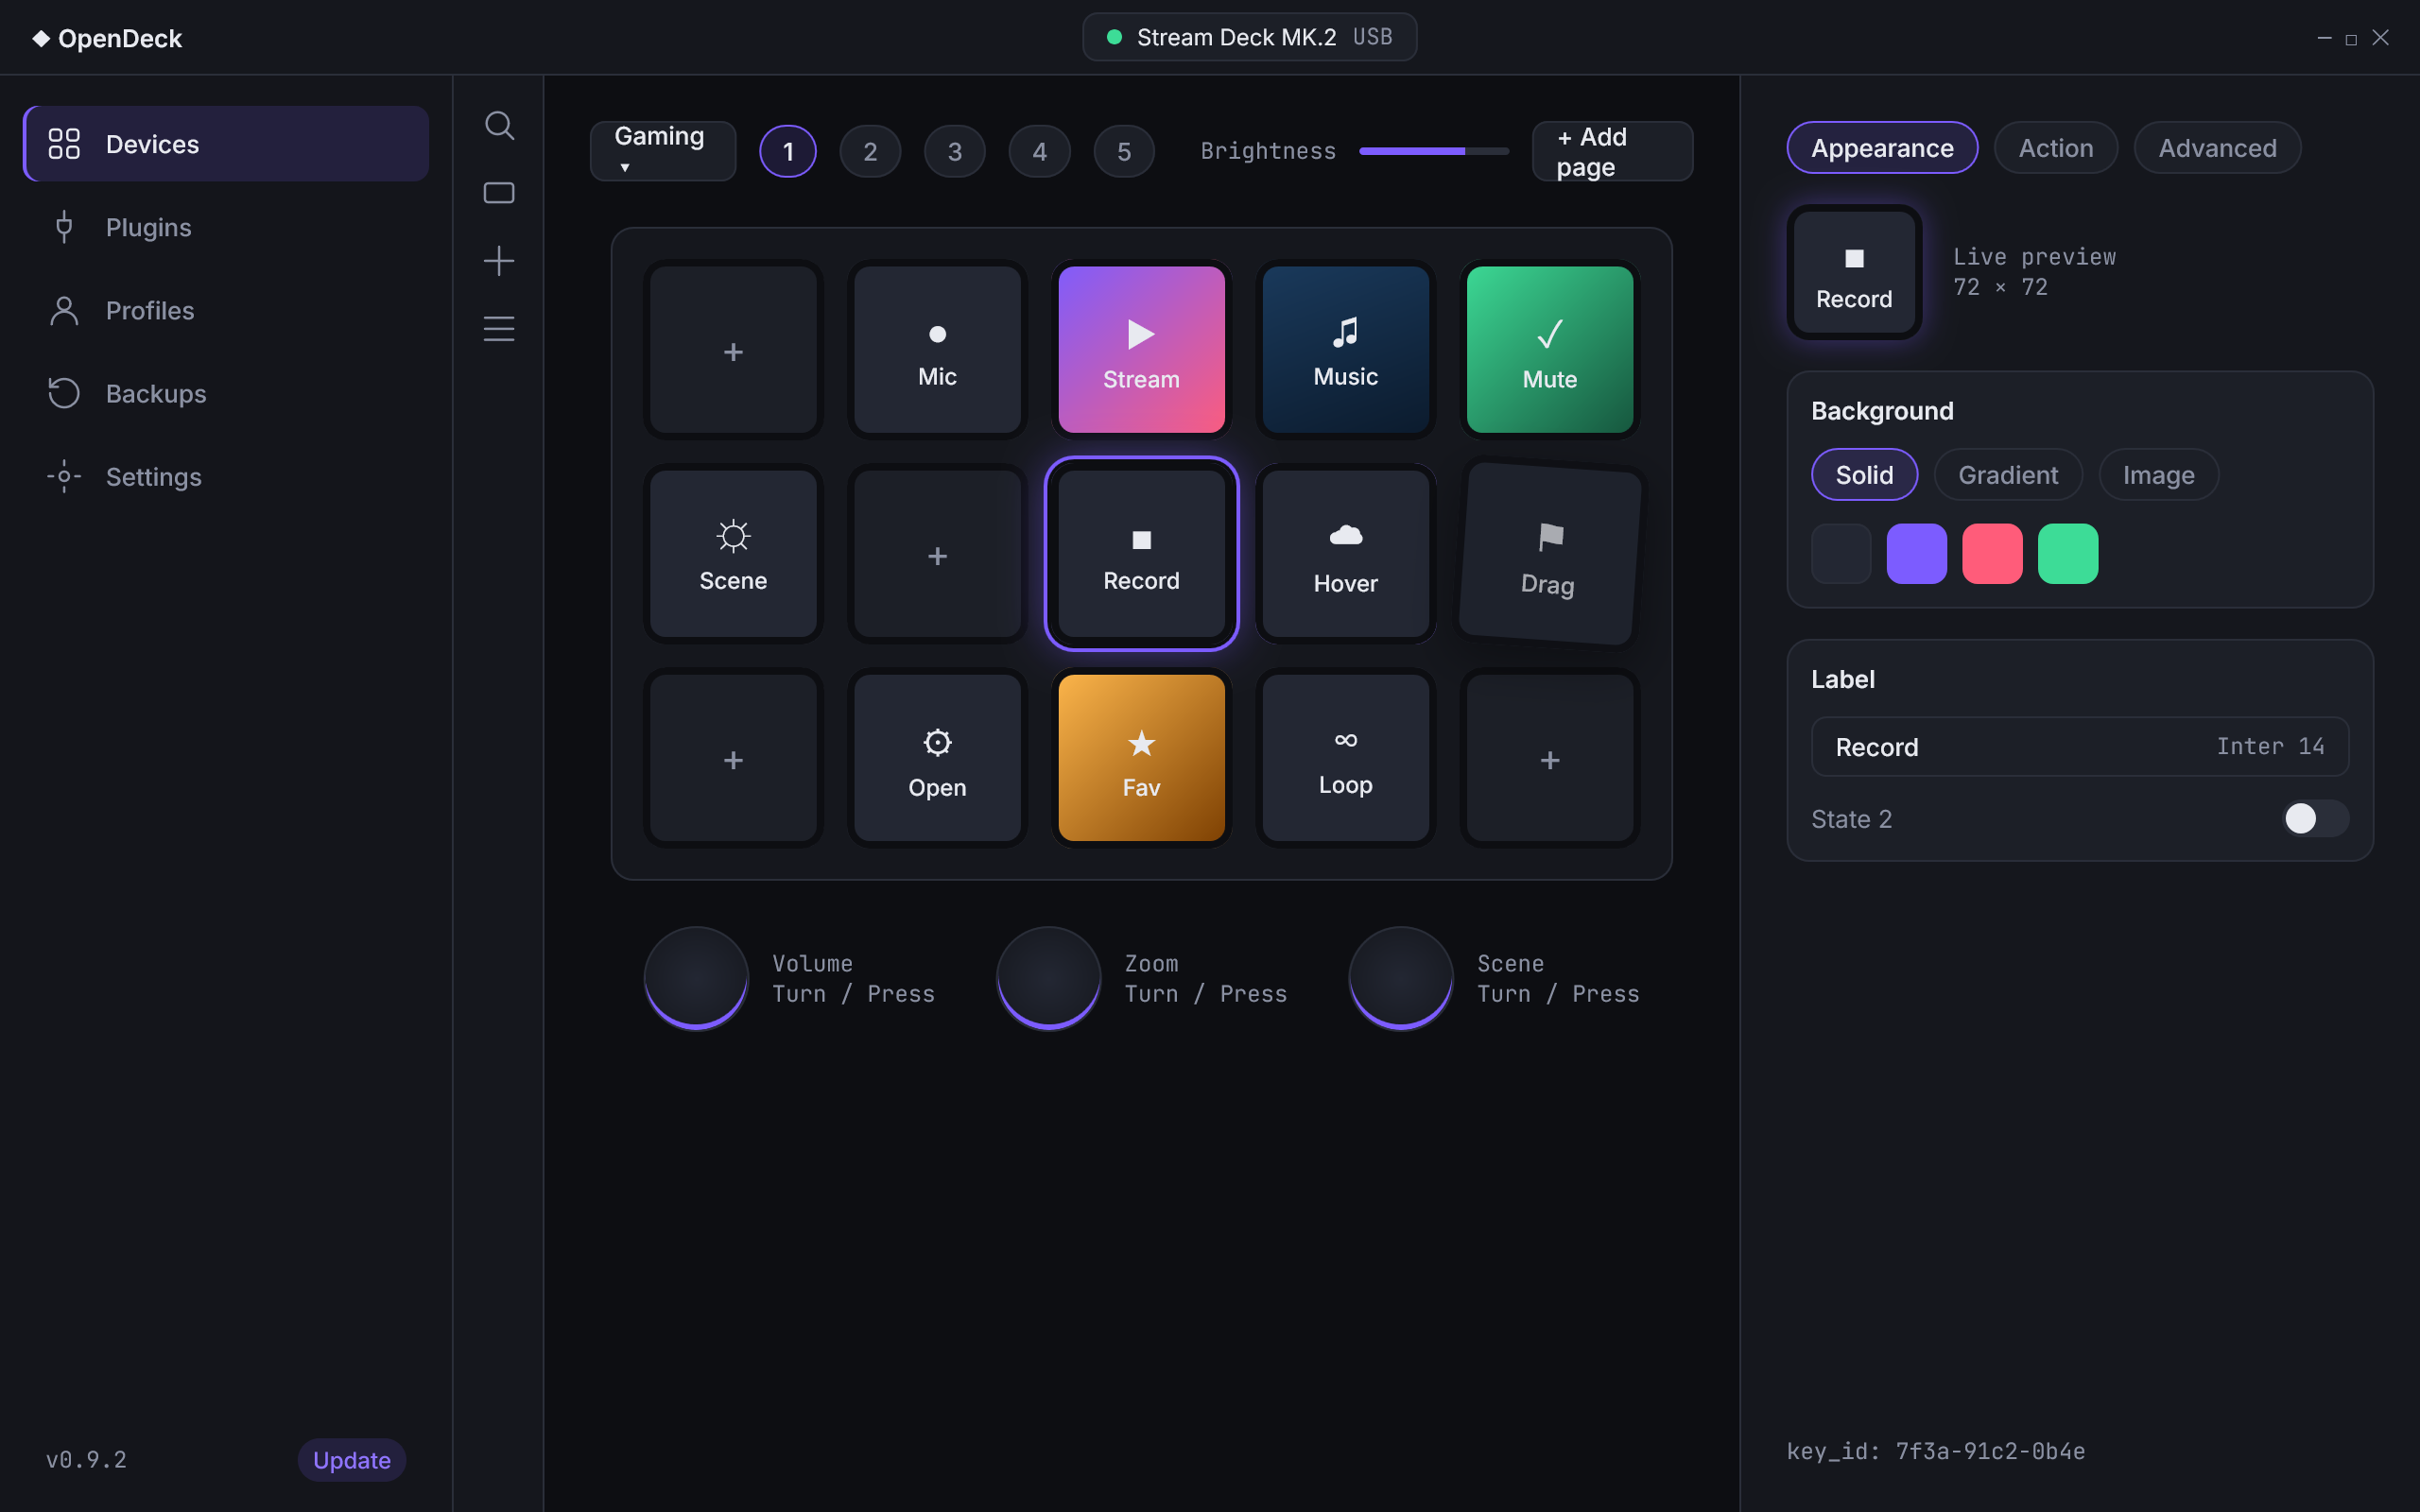 ◆ OpenDeck
Stream Deck MK.2 USB
Devices
Plugins
Profiles
Backups
Settings
v0.9.2
Update
Gaming
▾
1
2
3
4
5
Brightness
+ Add
page
+
Mic
Stream
Music
Mute
Scene
+
Record
Hover
Drag
+
Open
Fav
Loop
+
Volume
Turn / Press
Zoom
Turn / Press
Scene
Turn / Press
Appearance
Action
Advanced
Record
Live preview
72 × 72
Background
Solid
Gradient
Image
Label
Record
Inter 14
State 2
key_id: 7f3a-91c2-0b4e